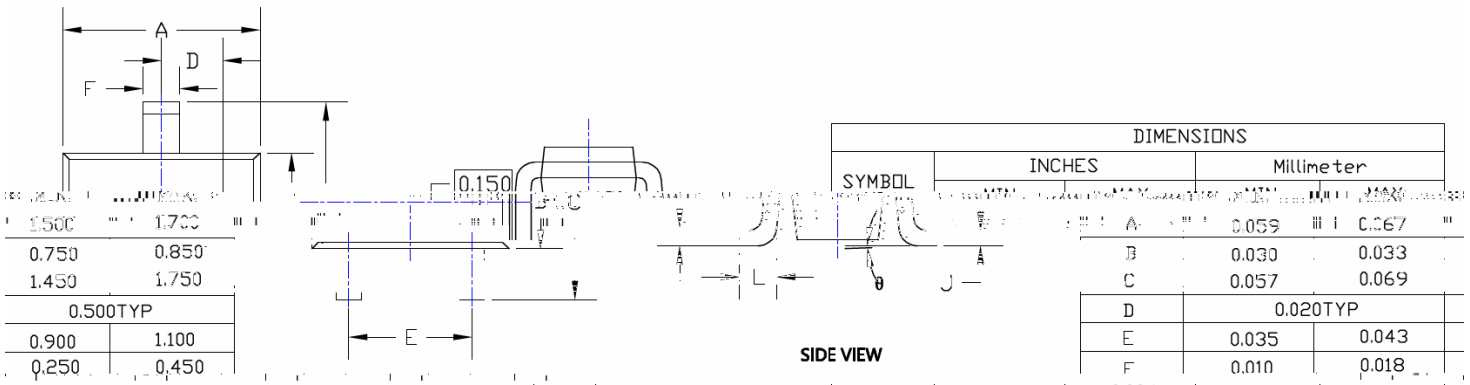 A
D
F
0.150
DIMENSIONS
INCHES Millimeter
SYMBOL
1.500 1.700
0.750 0.850
1.450 1.750
0.500TYP
0.900 1.100
0.250 0.450
E
L
θ
J
SIDE VIEW
A 0.059
B 0.030 0.033
C 0.057 0.069
D 0.020TYP
E 0.035 0.043
F 0.010 0.018